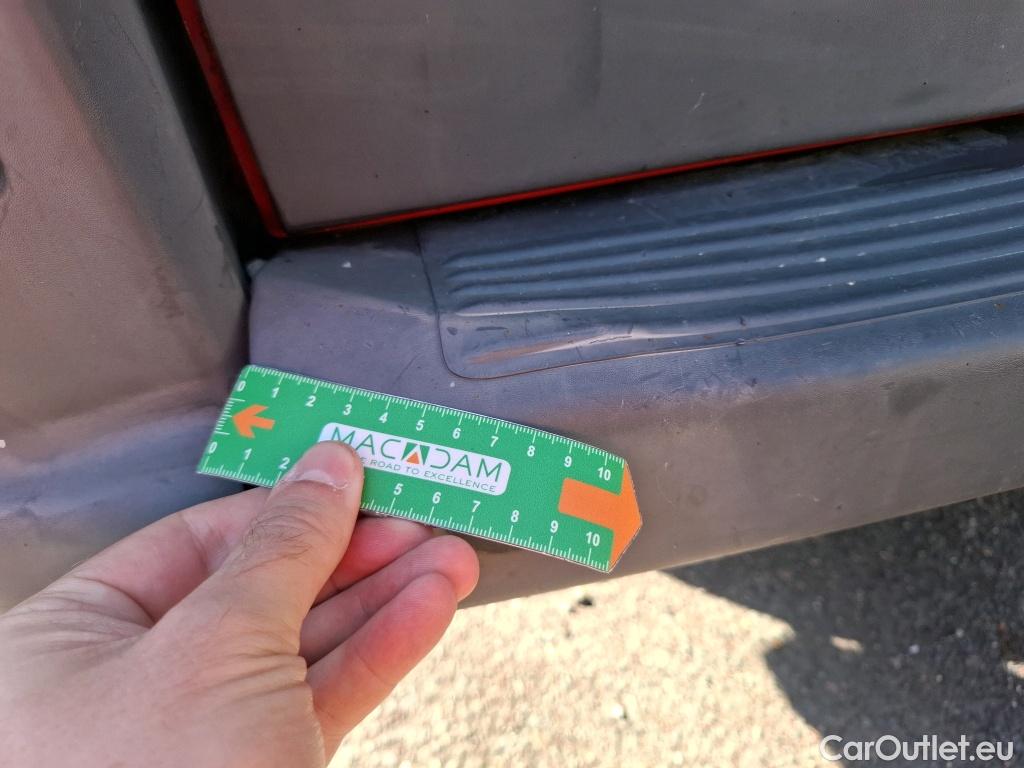 0 1 2 3 4 5 6 7 8 9 10
MACADAM
ROAD TO EXCELLENCE
0 1 2 5 6 7 8 9 10
CarOutlet.eu